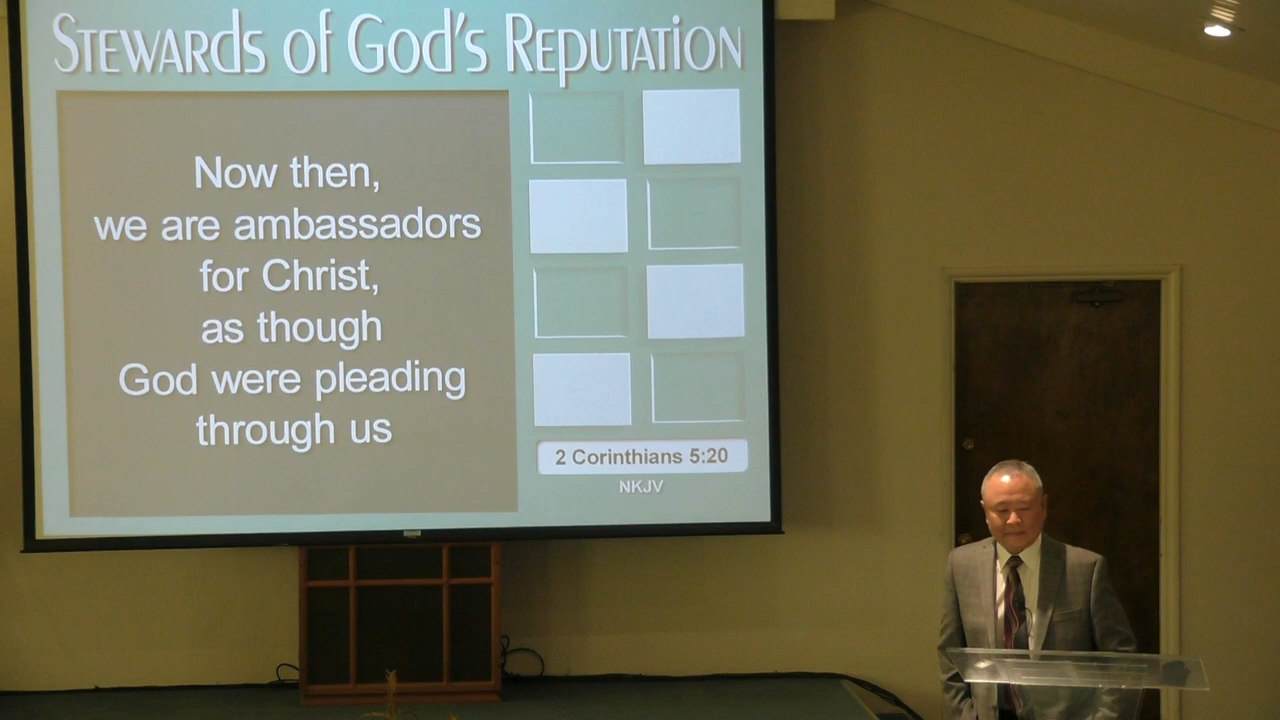 Stewards of God's Reputation
Now then,
we are ambassadors
for Christ,
as though
God were pleading
through us
2 Corinthians 5:20
NKJV